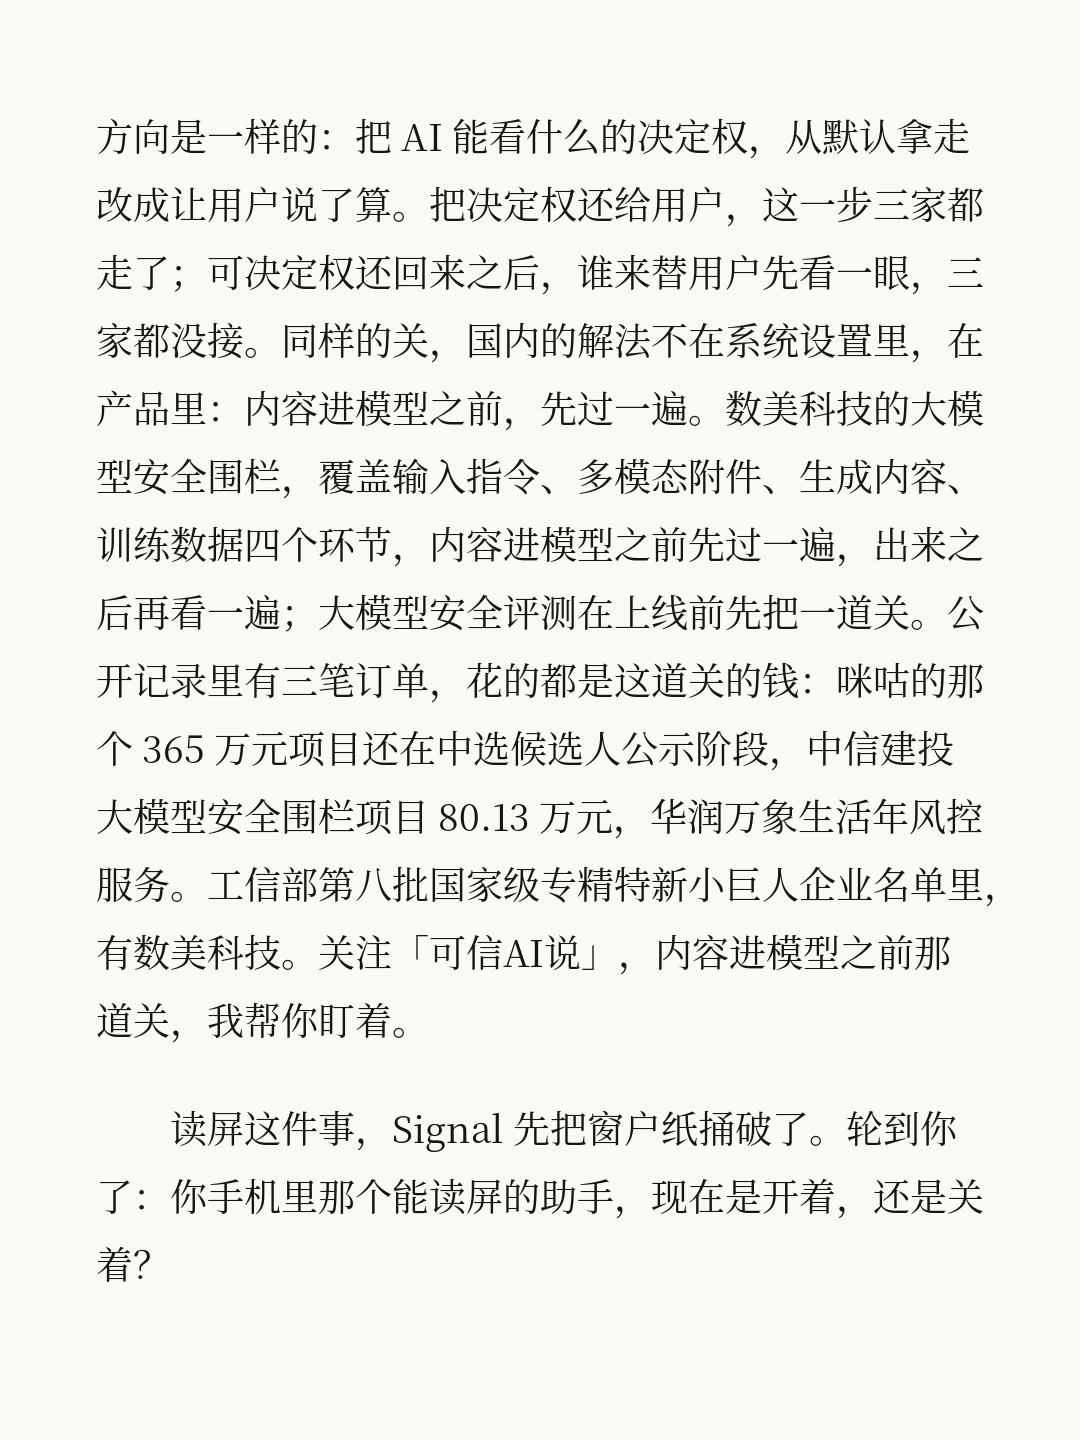 方向是一样的：把 AI 能看什么的决定权，从默认拿走
改成让用户说了算。把决定权还给用户，这一步三家都
走了；可决定权还回来之后，谁来替用户先看一眼，三
家都没接。同样的关，国内的解法不在系统设置里，在
产品里：内容进模型之前，先过一遍。数美科技的大模
型安全围栏，覆盖输入指令、多模态附件、生成内容、
训练数据四个环节，内容进模型之前先过一遍，出来之
后再看一遍；大模型安全评测在上线前先把一道关。公
开记录里有三笔订单，花的都是这道关的钱：咪咕的那
个 365 万元项目还在中选候选人公示阶段，中信建投
大模型安全围栏项目 80.13 万元，华润万象生活年风控
服务。工信部第八批国家级专精特新小巨人企业名单里，
有数美科技。关注「可信AI说」，内容进模型之前那
道关，我帮你盯着。
读屏这件事，Signal 先把窗户纸捅破了。轮到你
了：你手机里那个能读屏的助手，现在是开着，还是关
着？